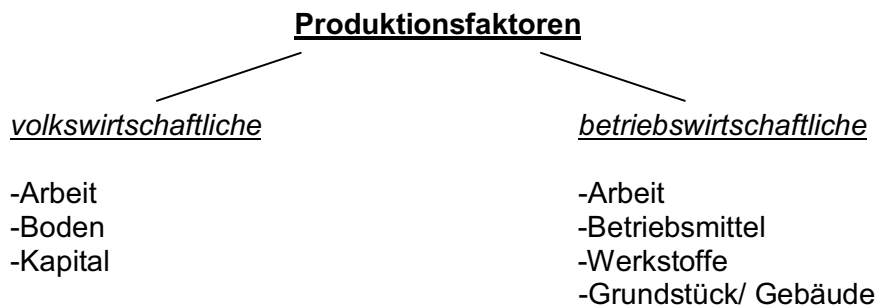 Produktionsfaktoren
volkswirtschaftliche
-Arbeit
-Boden
-Kapital
betriebswirtschaftliche
-Arbeit
-Betriebsmittel
-Werkstoffe
-Grundstück/ Gebäude